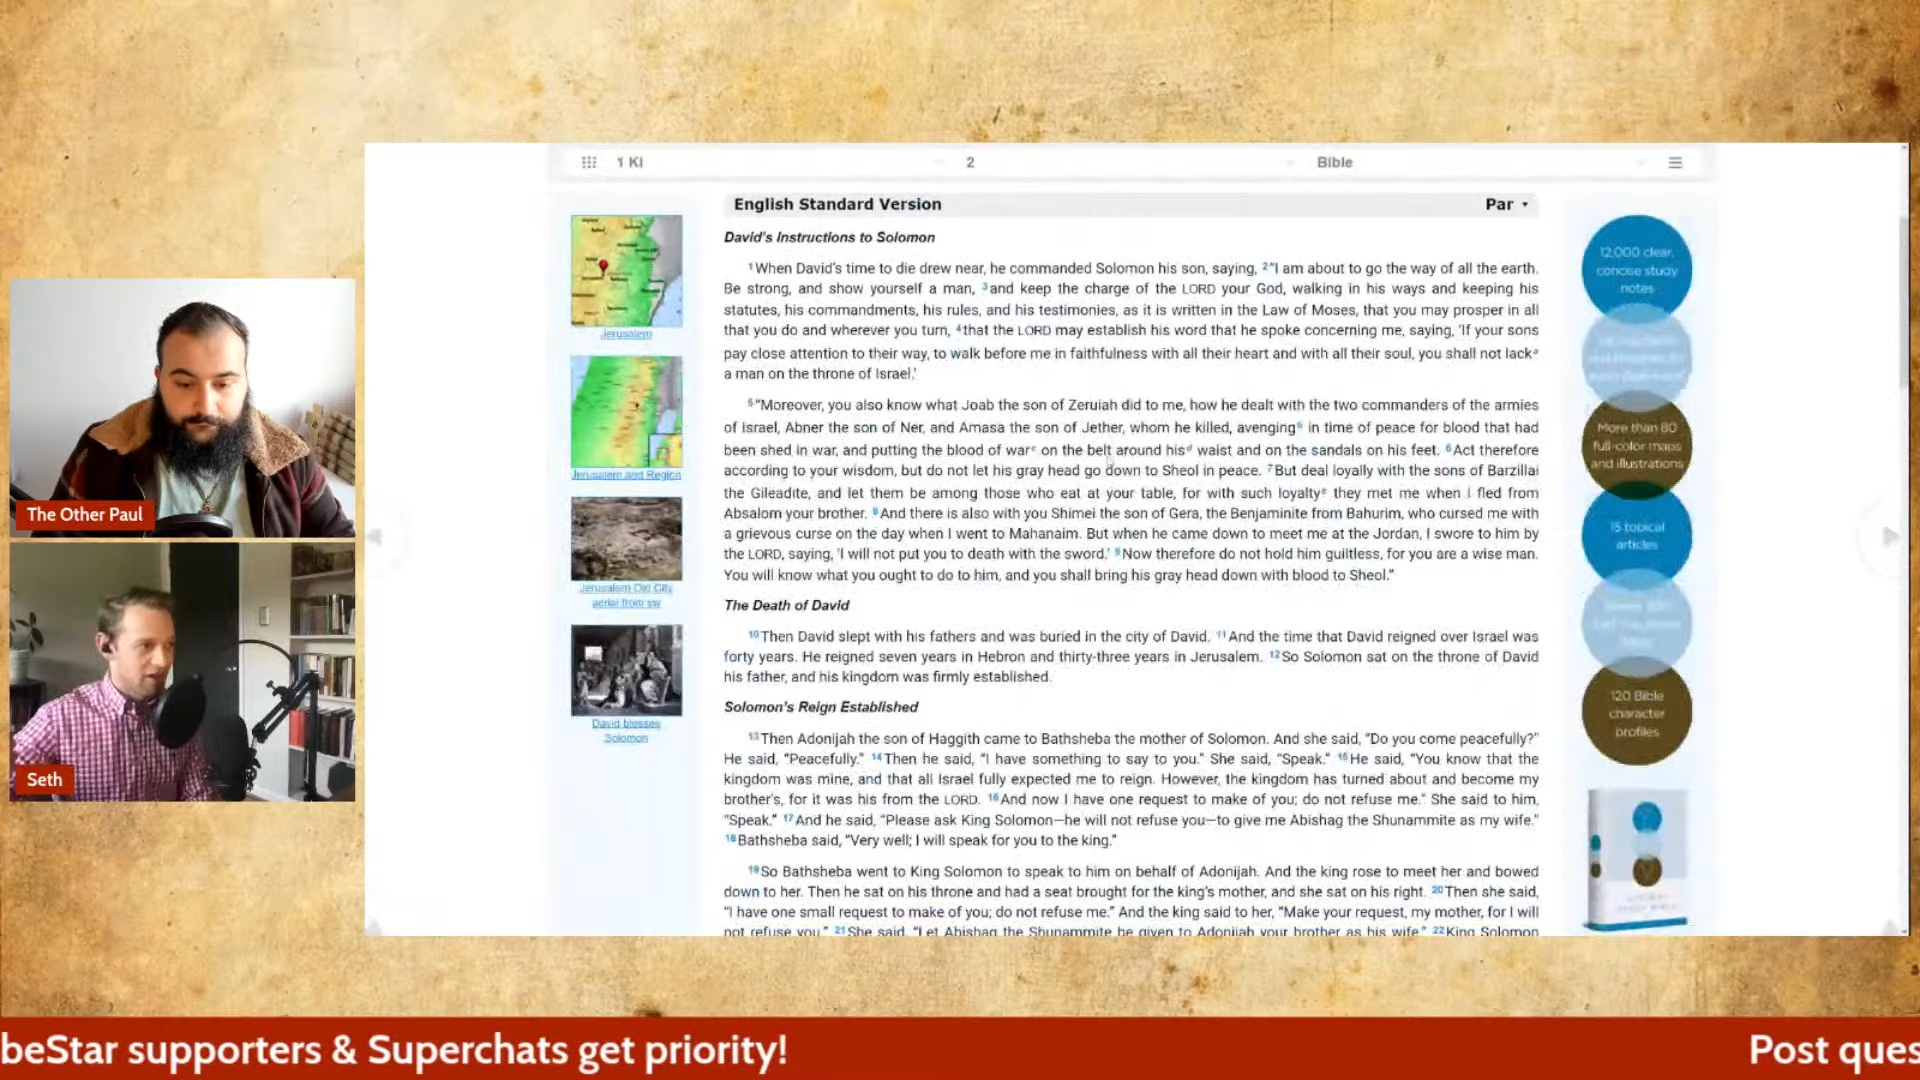 1 KI
2
Bible
English Standard Version
Par
David's Instructions to Solomon
1When David's time to die drew near, he commanded Solomon his son, saying, 2"I am about to go the way of all the earth.
Be strong, and show yourself a man, 3and keep the charge of the LORD your God, walking in his ways and keeping his
statutes, his commandments, his rules, and his testimonies, as it is written in the Law of Moses, that you may prosper in all
that you do and wherever you turn, 4that the LORD may establish his word that he spoke concerning me, saying, 'If your sons
pay close attention to their way, to walk before me in faithfulness with all their heart and with all their soul, you shall not lacka
a man on the throne of Israel.'
5"Moreover, you also know what Joab the son of Zeruiah did to me, how he dealt with the two commanders of the armies
of Israel, Abner the son of Ner, and Amasa the son of Jether, whom he killed, avengingb in time of peace for blood that had
been shed in war, and putting the blood of warc on the belt around hisd waist and on the sandals on his feet. 6Act therefore
according to your wisdom, but do not let his gray head go down to Sheol in peace. 7But deal loyally with the sons of Barzillai
the Gileadite, and let them be among those who eat at your table, for with such loyaltye they met me when I fled from
Absalom your brother. 8And there is also with you Shimei the son of Gera, the Benjaminite from Bahurim, who cursed me with
a grievous curse on the day when I went to Mahanaim. But when he came down to meet me at the Jordan, I swore to him by
the LORD, saying, 'I will not put you to death with the sword.' 9Now therefore do not hold him guiltless, for you are a wise man.
You will know what you ought to do to him, and you shall bring his gray head down with blood to Sheol."
The Death of David
10Then David slept with his fathers and was buried in the city of David. 11And the time that David reigned over Israel was
forty years. He reigned seven years in Hebron and thirty-three years in Jerusalem. 12So Solomon sat on the throne of David
his father, and his kingdom was firmly established.
Solomon's Reign Established
13Then Adonijah the son of Haggith came to Bathsheba the mother of Solomon. And she said, "Do you come peacefully?"
He said, "Peacefully." 14Then he said, "I have something to say to you." She said, "Speak." 15He said, "You know that the
kingdom was mine, and that all Israel fully expected me to reign. However, the kingdom has turned about and become my
brother's, for it was his from the LORD. 16And now I have one request to make of you; do not refuse me." She said to him,
"Speak." 17And he said, "Please ask King Solomon—he will not refuse you—to give me Abishag the Shunammite as my wife."
18Bathsheba said, "Very well; I will speak for you to the king."
19So Bathsheba went to King Solomon to speak to him on behalf of Adonijah. And the king rose to meet her and bowed
down to her. Then he sat on his throne and had a seat brought for the king's mother, and she sat on his right. 20Then she said,
"I have one small request to make of you; do not refuse me." And the king said to her, "Make your request, my mother, for I will
not refuse you." 21She said, "Let Abishag the Shunammite be given to Adonijah your brother as his wife." 22King Solomon
Jerusalem
Jerusalem and Region
Jerusalem Old City
aerial from sw
David blesses
Solomon
12,000 clear,
concise study
notes
More than 80
full-color maps
and illustrations
15 topical
articles
120 Bible
character
profiles
The Other Paul
Seth
beStar supporters & Superchats get priority!
Post ques